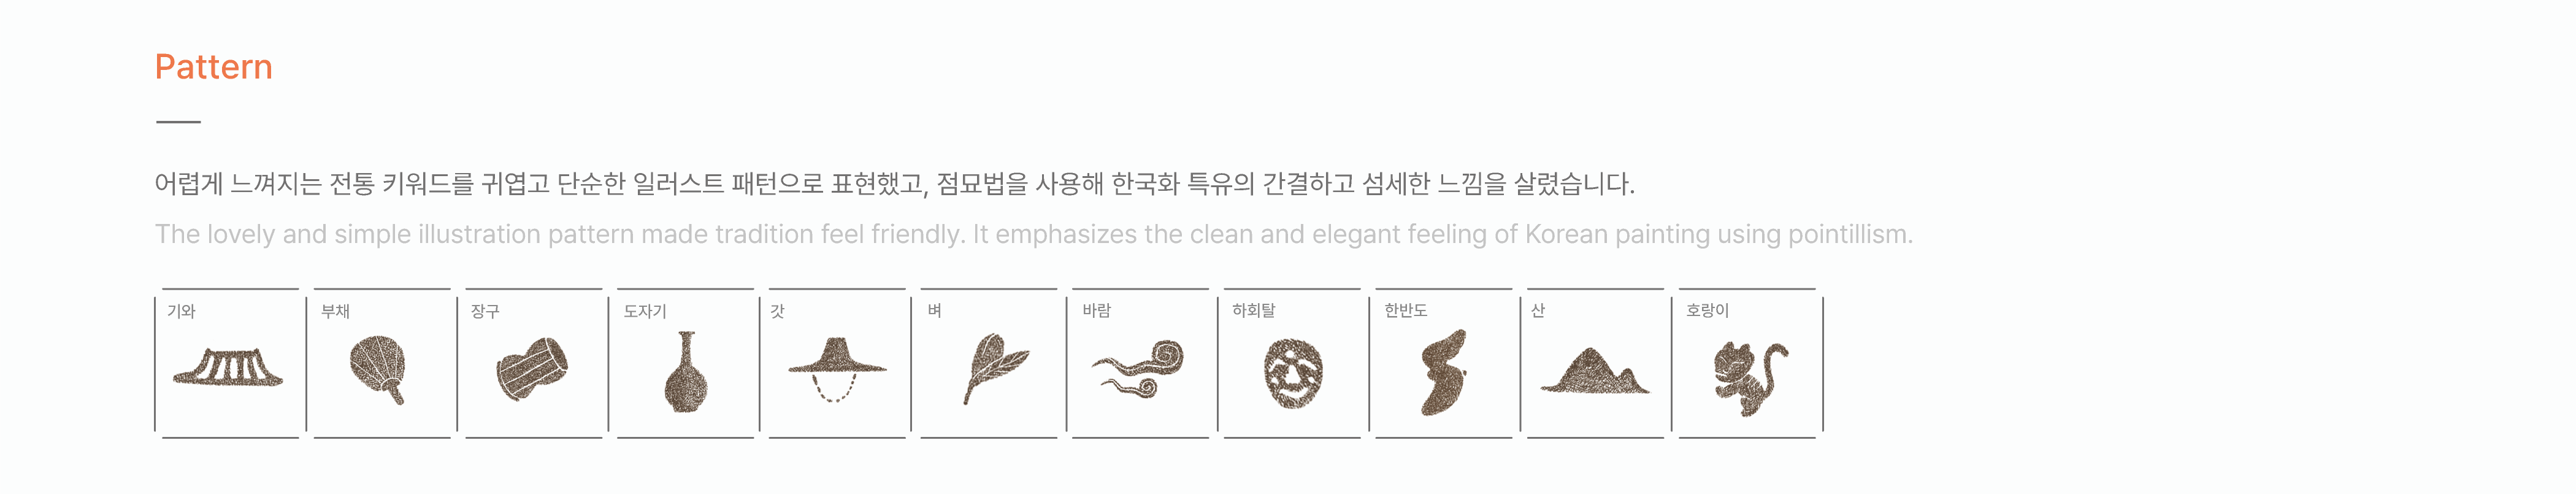 Pattern
어렵게 느껴지는 전통 키워드를 귀엽고 단순한 일러스트 패턴으로 표현했고, 점묘법을 사용해 한국화 특유의 간결하고 섬세한 느낌을 살렸습니다.
The lovely and simple illustration pattern made tradition feel friendly. It emphasizes the clean and elegant feeling of Korean painting using pointillism.
기와 부채 장구 도자기 갓 벼 바람 하회탈 한반도 산 호랑이